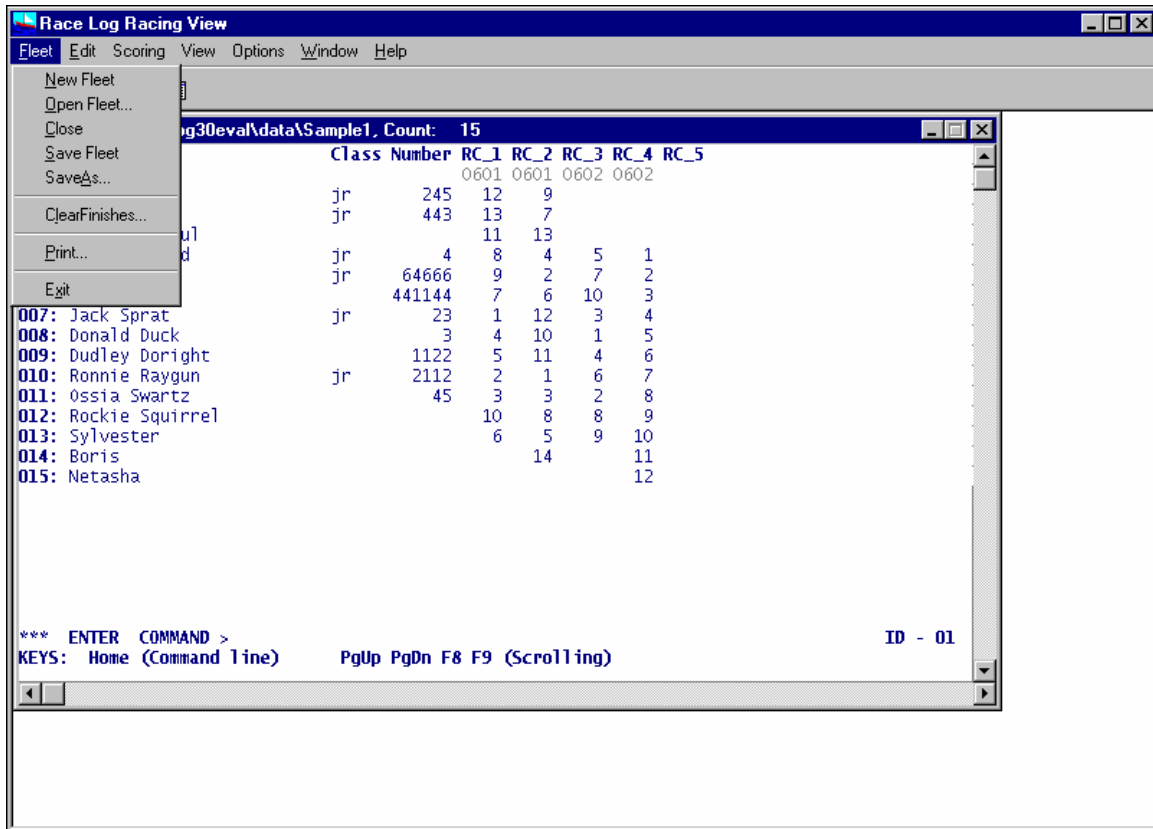 Race Log Racing View
Fleet Edit Scoring View Options Window Help
New Fleet
Open Fleet...
Close
Save Fleet
SaveAs...
ClearFinishes...
Print...
Exit
og30eval\data\Sample1, Count: 15
Class Number RC_1 RC_2 RC_3 RC_4 RC_5
0601 0601 0602 0602
jr 245 12 9
jr 443 13 7
ul 11 13
d jr 4 8 4 5 1
jr 64666 9 2 7 2
441144 7 6 10 3
007: Jack Sprat jr 23 1 12 3 4
008: Donald Duck 3 4 10 1 5
009: Dudley Doright 1122 5 11 4 6
010: Ronnie Raygun jr 2112 2 1 6 7
011: Ossia Swartz 45 3 3 2 8
012: Rockie Squirrel 10 8 8 9
013: Sylvester 6 5 9 10
014: Boris 14 11
015: Netasha 12
*** ENTER COMMAND > ID - 01
KEYS: Home (Command line) PgUp PgDn F8 F9 (Scrolling)